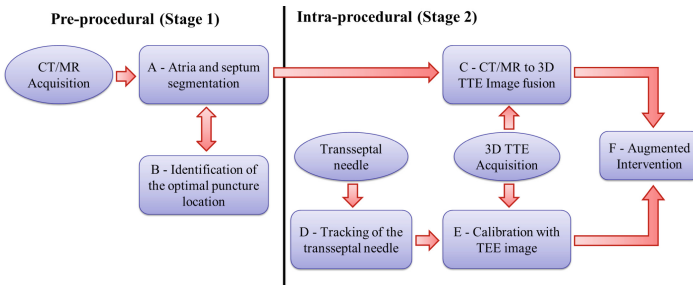 Pre-procedural (Stage 1)
Intra-procedural (Stage 2)
CT/MR
Acquisition
A - Atria and septum
segmentation
C - CT/MR to 3D
TTE Image fusion
B - Identification of
the optimal puncture
location
Transseptal
needle
3D TTE
Acquisition
F - Augmented
Intervention
D - Tracking of the
transseptal needle
E - Calibration with
TEE image